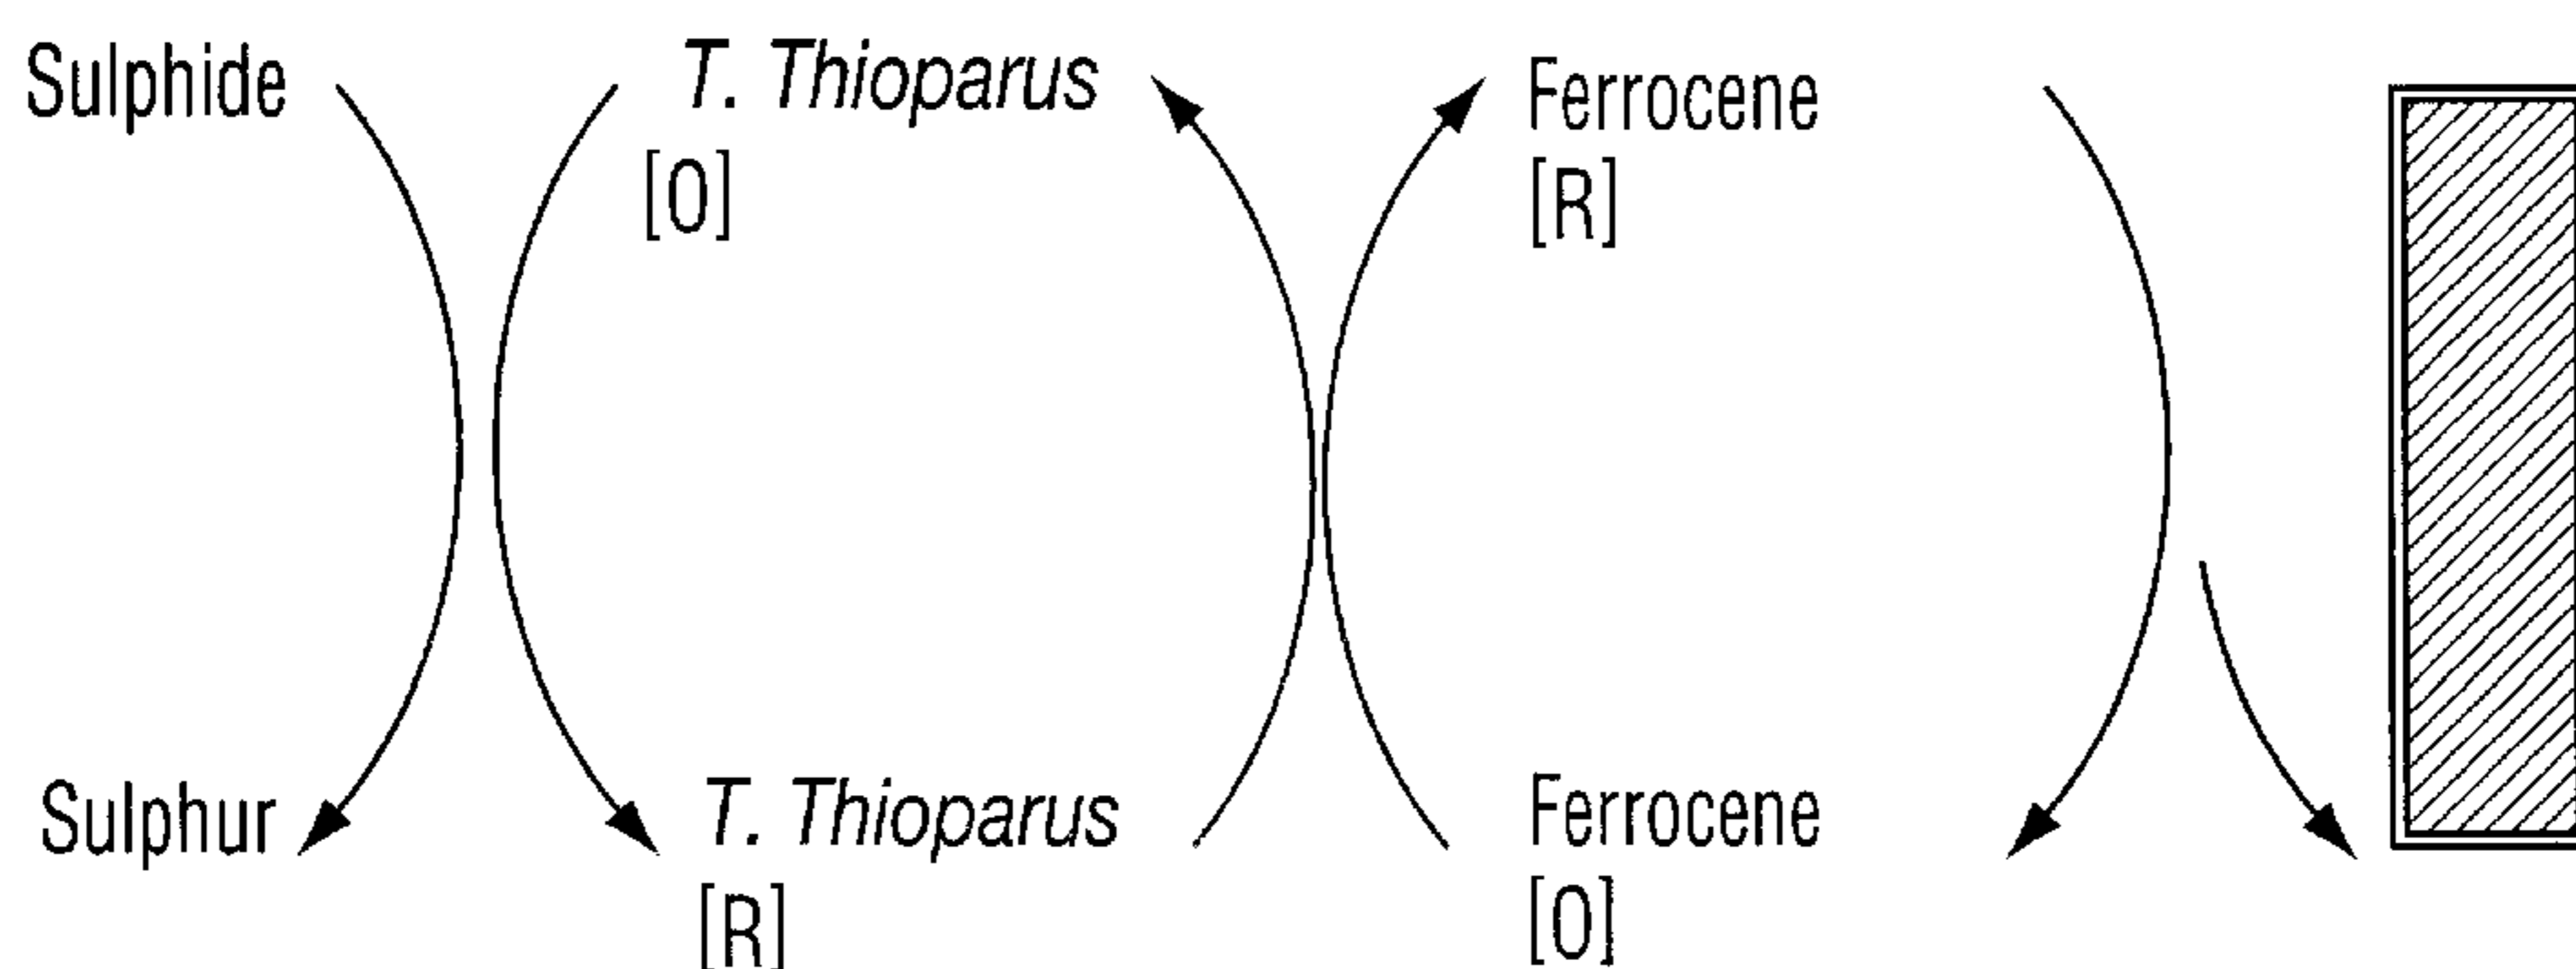 Sulphide
T. Thioparus
[O]
Ferrocene
[R]
Sulphur
T. Thioparus
[R]
Ferrocene
[O]